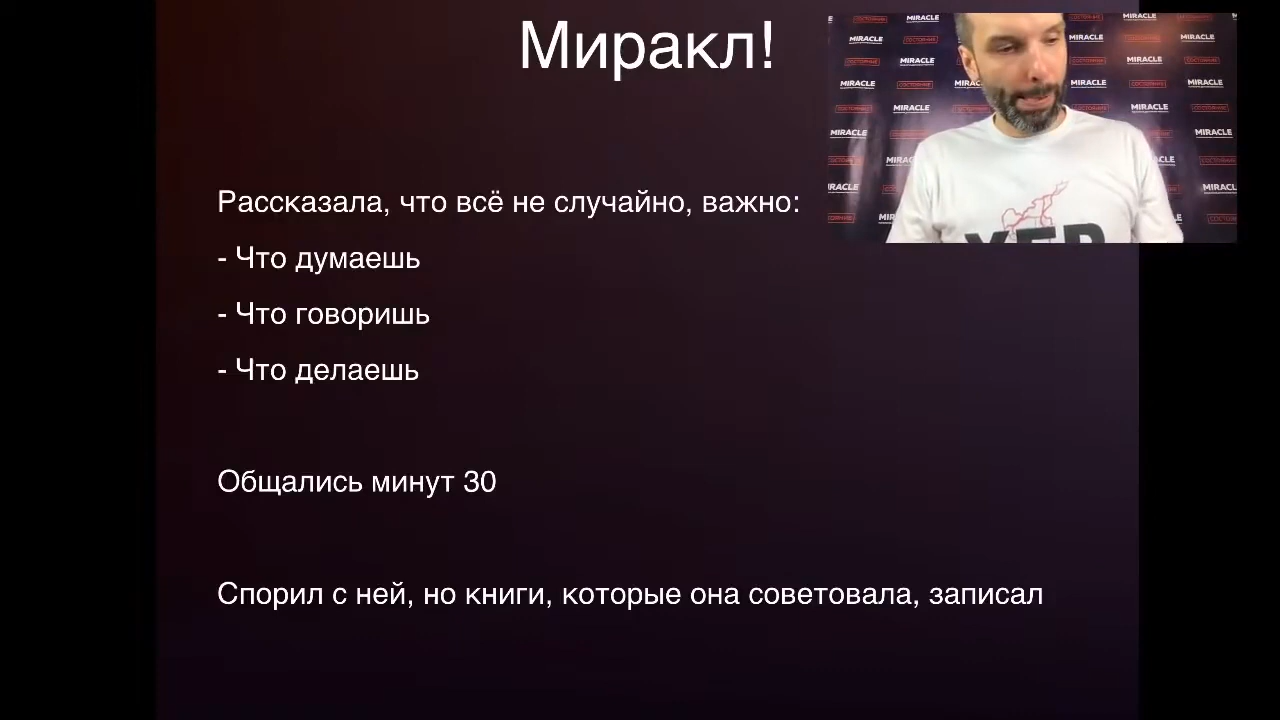 Миракл!
Рассказала, что всё не случайно, важно:
- Что думаешь
- Что говоришь
- Что делаешь
Общались минут 30
Спорил с ней, но книги, которые она советовала, записал
MIRACLE
СОСТОЯНИЕ